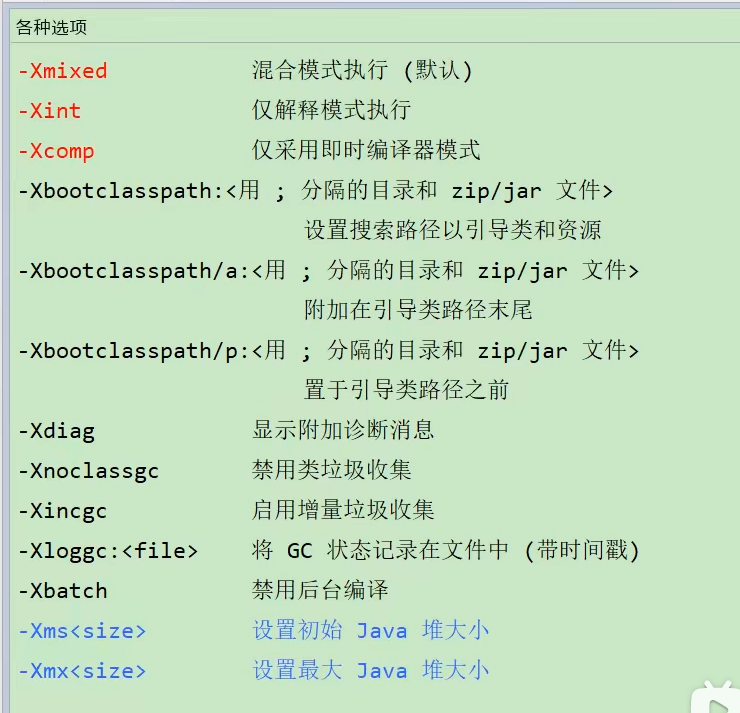 各种选项
-Xmixed 混合模式执行 (默认)
-Xint 仅解释模式执行
-Xcomp 仅采用即时编译器模式
-Xbootclasspath:<用 ; 分隔的目录和 zip/jar 文件>
设置搜索路径以引导类和资源
-Xbootclasspath/a:<用 ; 分隔的目录和 zip/jar 文件>
附加在引导类路径末尾
-Xbootclasspath/p:<用 ; 分隔的目录和 zip/jar 文件>
置于引导类路径之前
-Xdiag 显示附加诊断消息
-Xnoclassgc 禁用类垃圾收集
-Xincgc 启用增量垃圾收集
-Xloggc:<file> 将 GC 状态记录在文件中 (带时间戳)
-Xbatch 禁用后台编译
-Xms<size> 设置初始 Java 堆大小
-Xmx<size> 设置最大 Java 堆大小